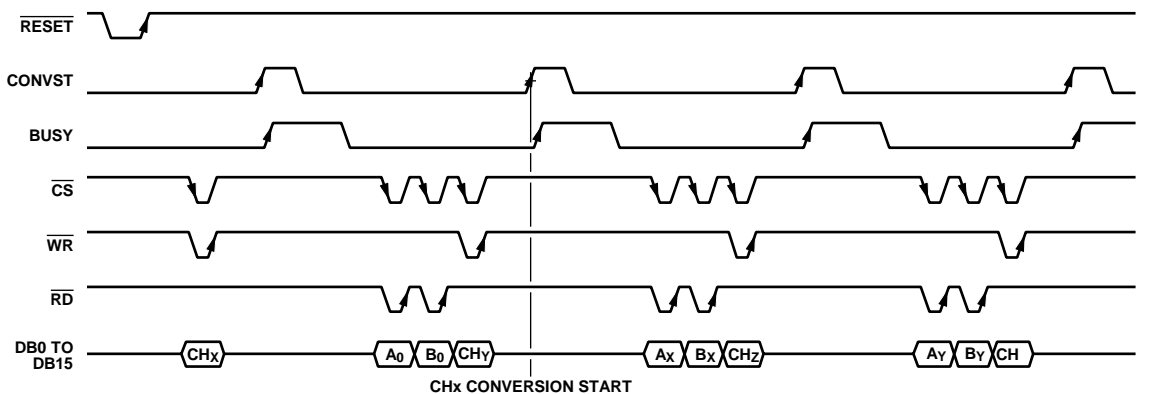 RESET
CONVST
BUSY
CS
WR
RD
DB0 TO
DB15
CHX A0 B0 CHY AX BX CHZ AY BY CH
CHx CONVERSION START